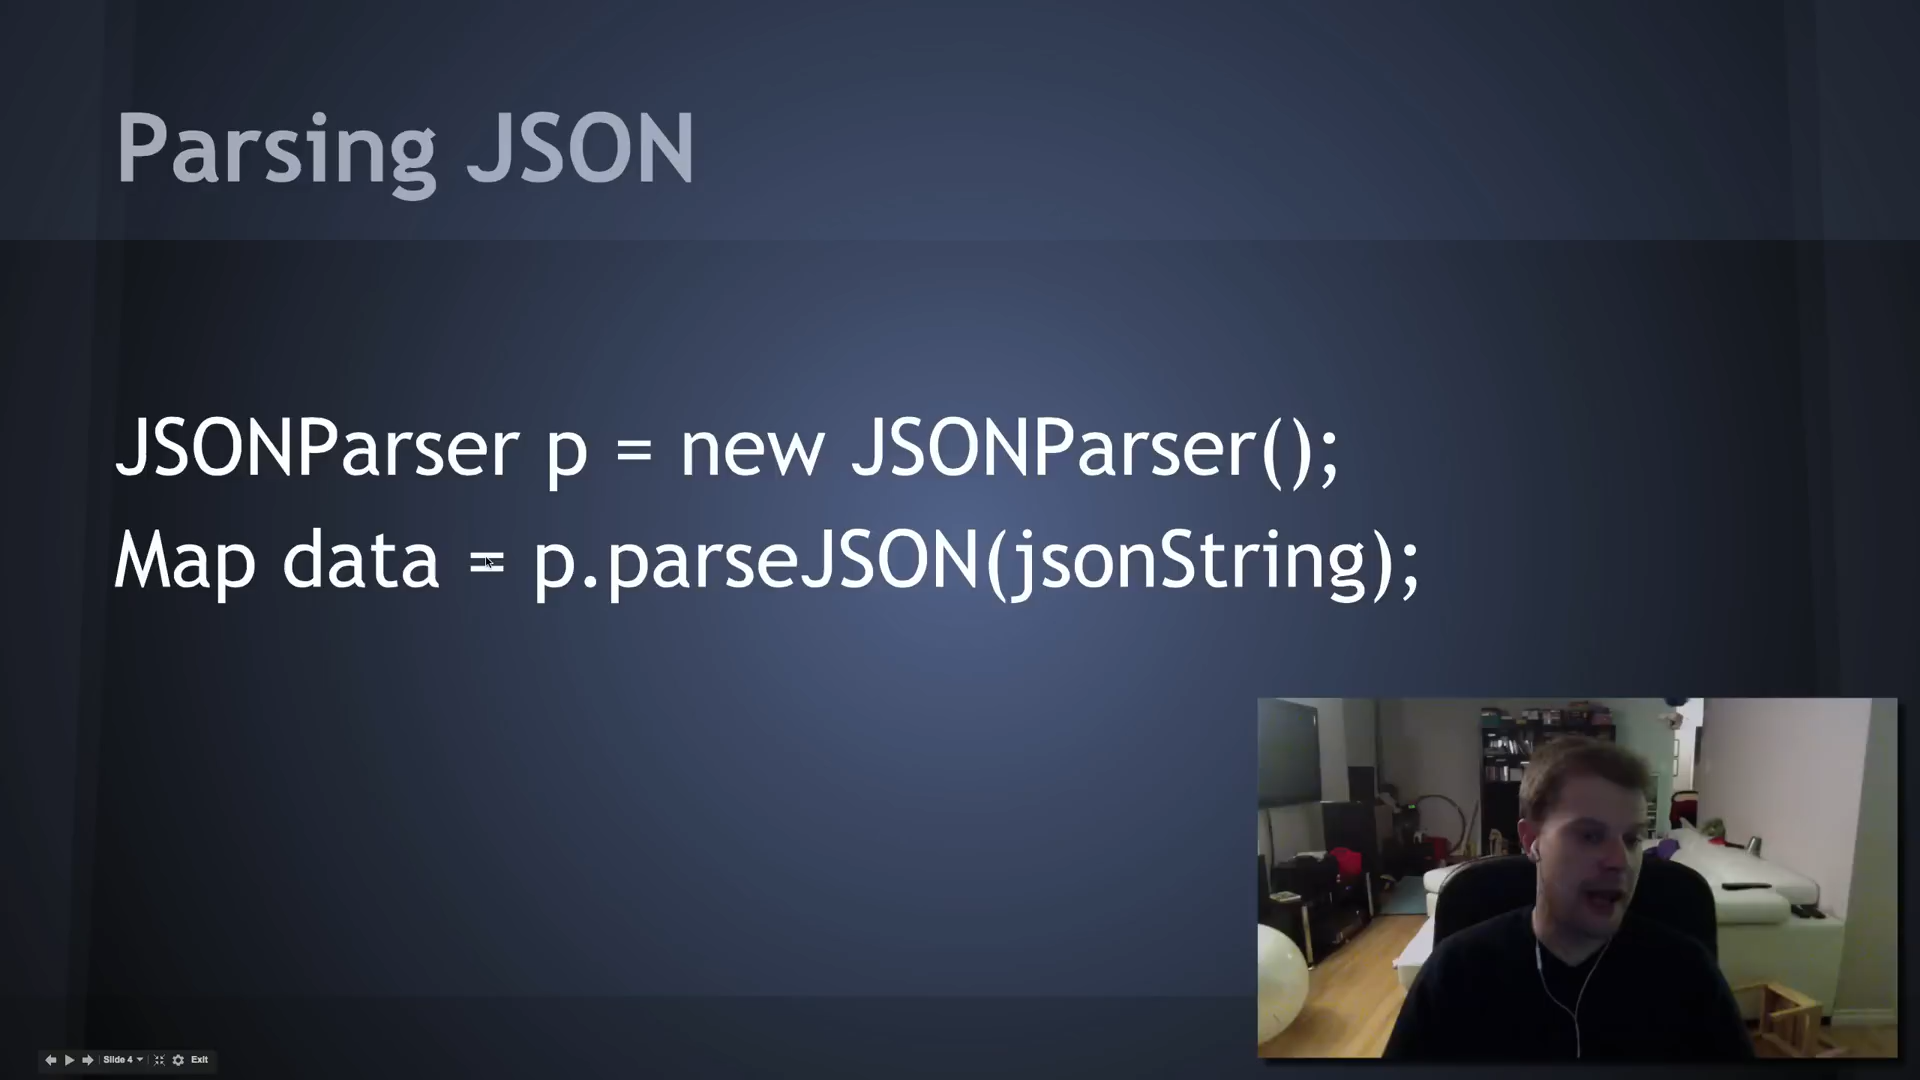 Parsing JSON
JSONParser p = new JSONParser();
Map data = p.parseJSON(jsonString);
Slide 4
Exit